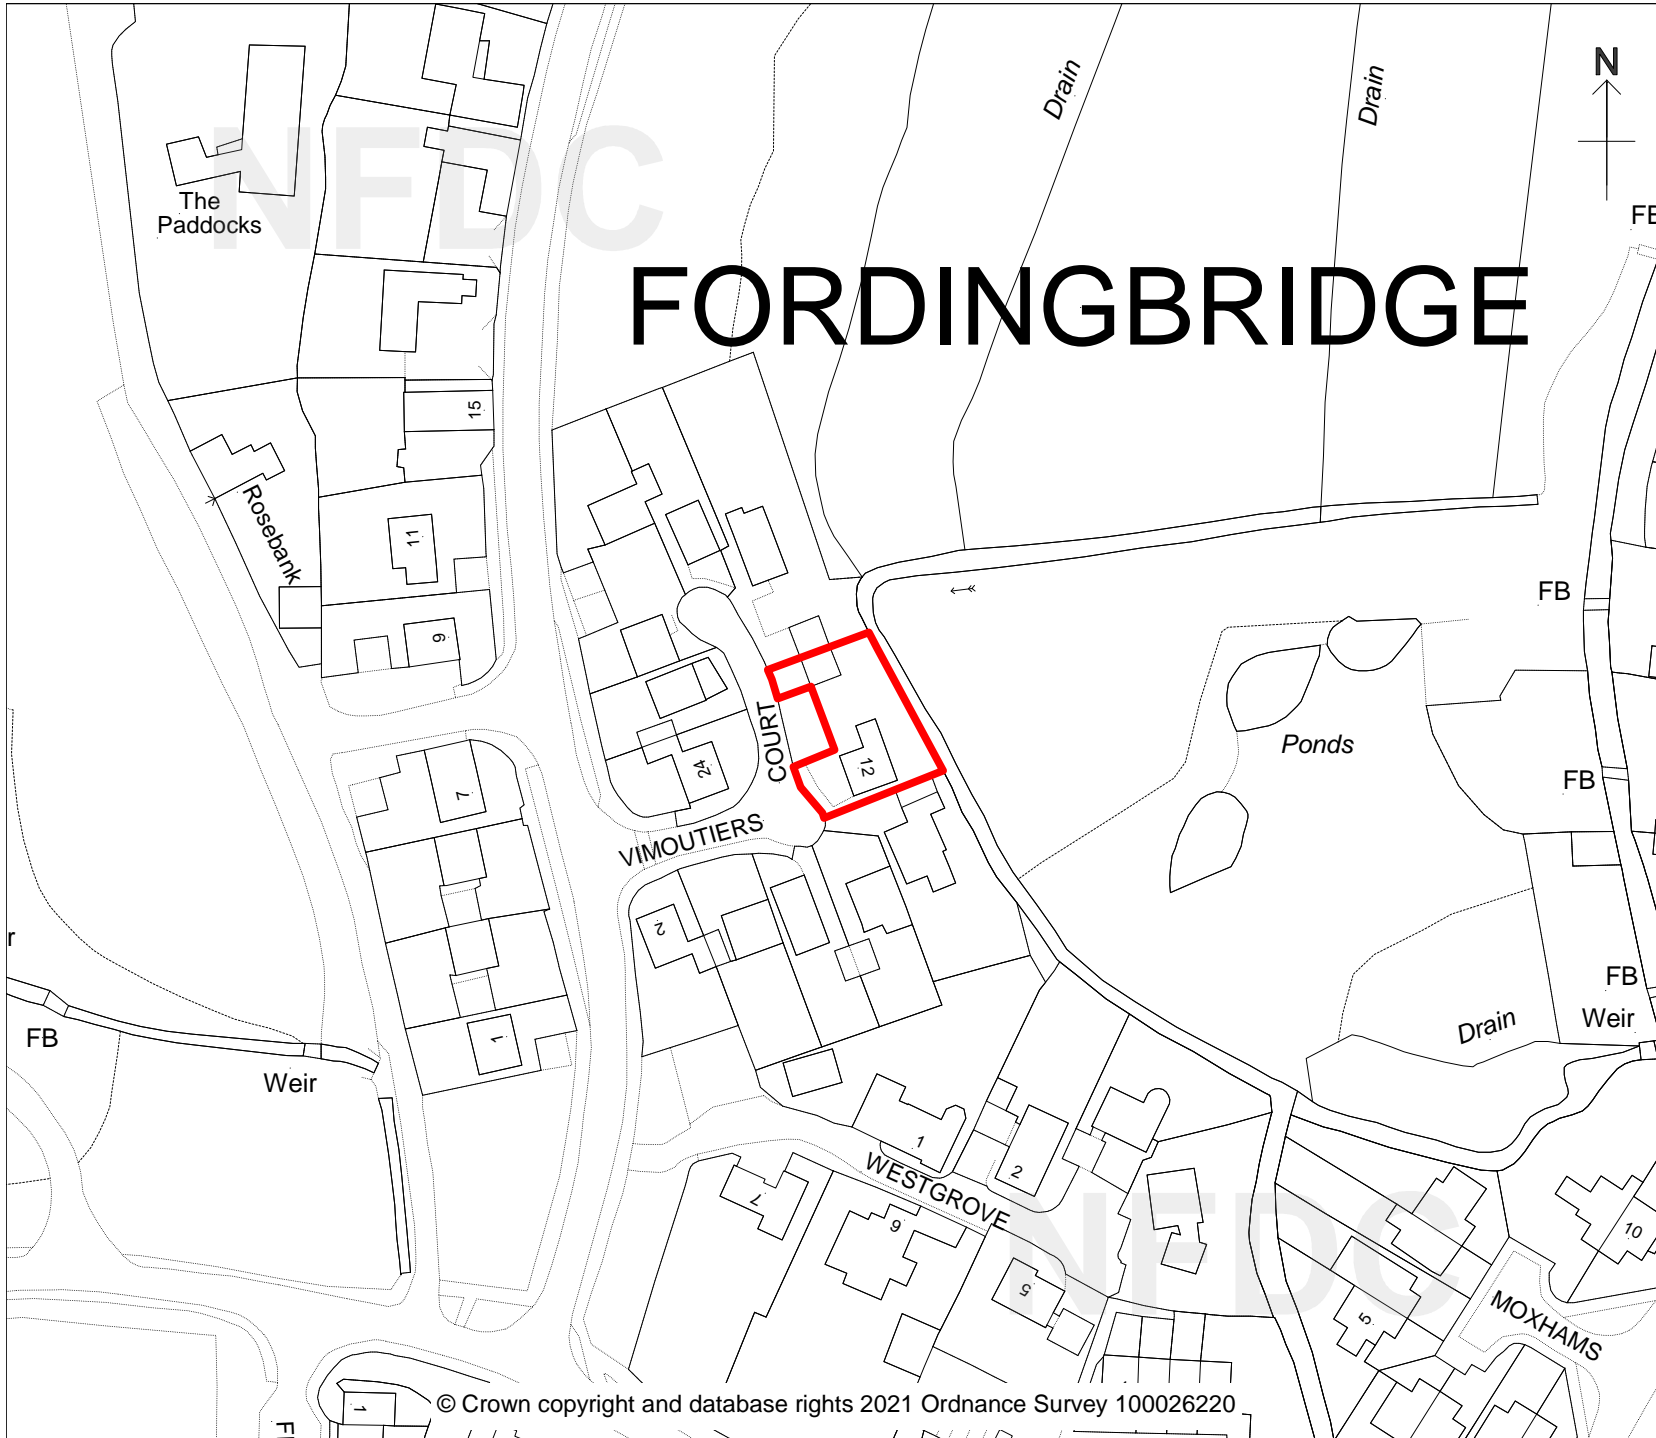 Drain
Drain
N
NFDC
The
Paddocks
FORDINGBRIDGE
15
Rosebank
11
9
FB
COURT
12
24
Ponds
7
FB
VIMOUTIERS
2
FB
Weir
Drain
FB
Weir
1
1
2
WESTGROVE
7
6
5
NFDC
10
5
MOXHAMS
1
© Crown copyright and database rights 2021 Ordnance Survey 100026220